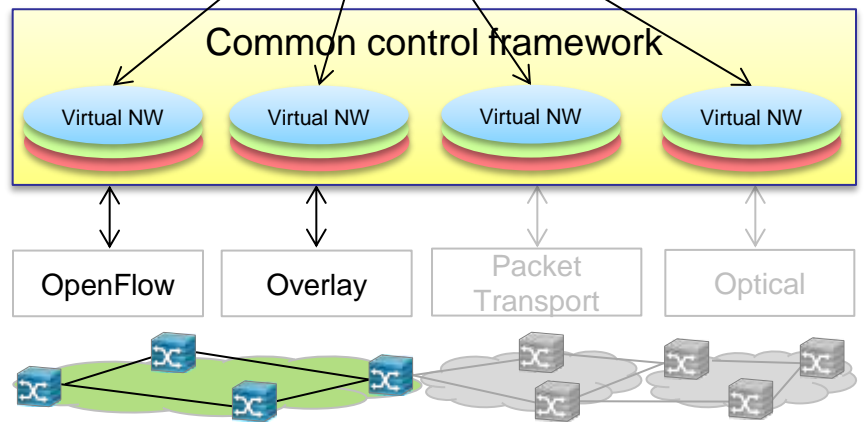 Common control framework
Virtual NW
Virtual NW
Virtual NW
Virtual NW
OpenFlow
Overlay
Packet
Transport
Optical